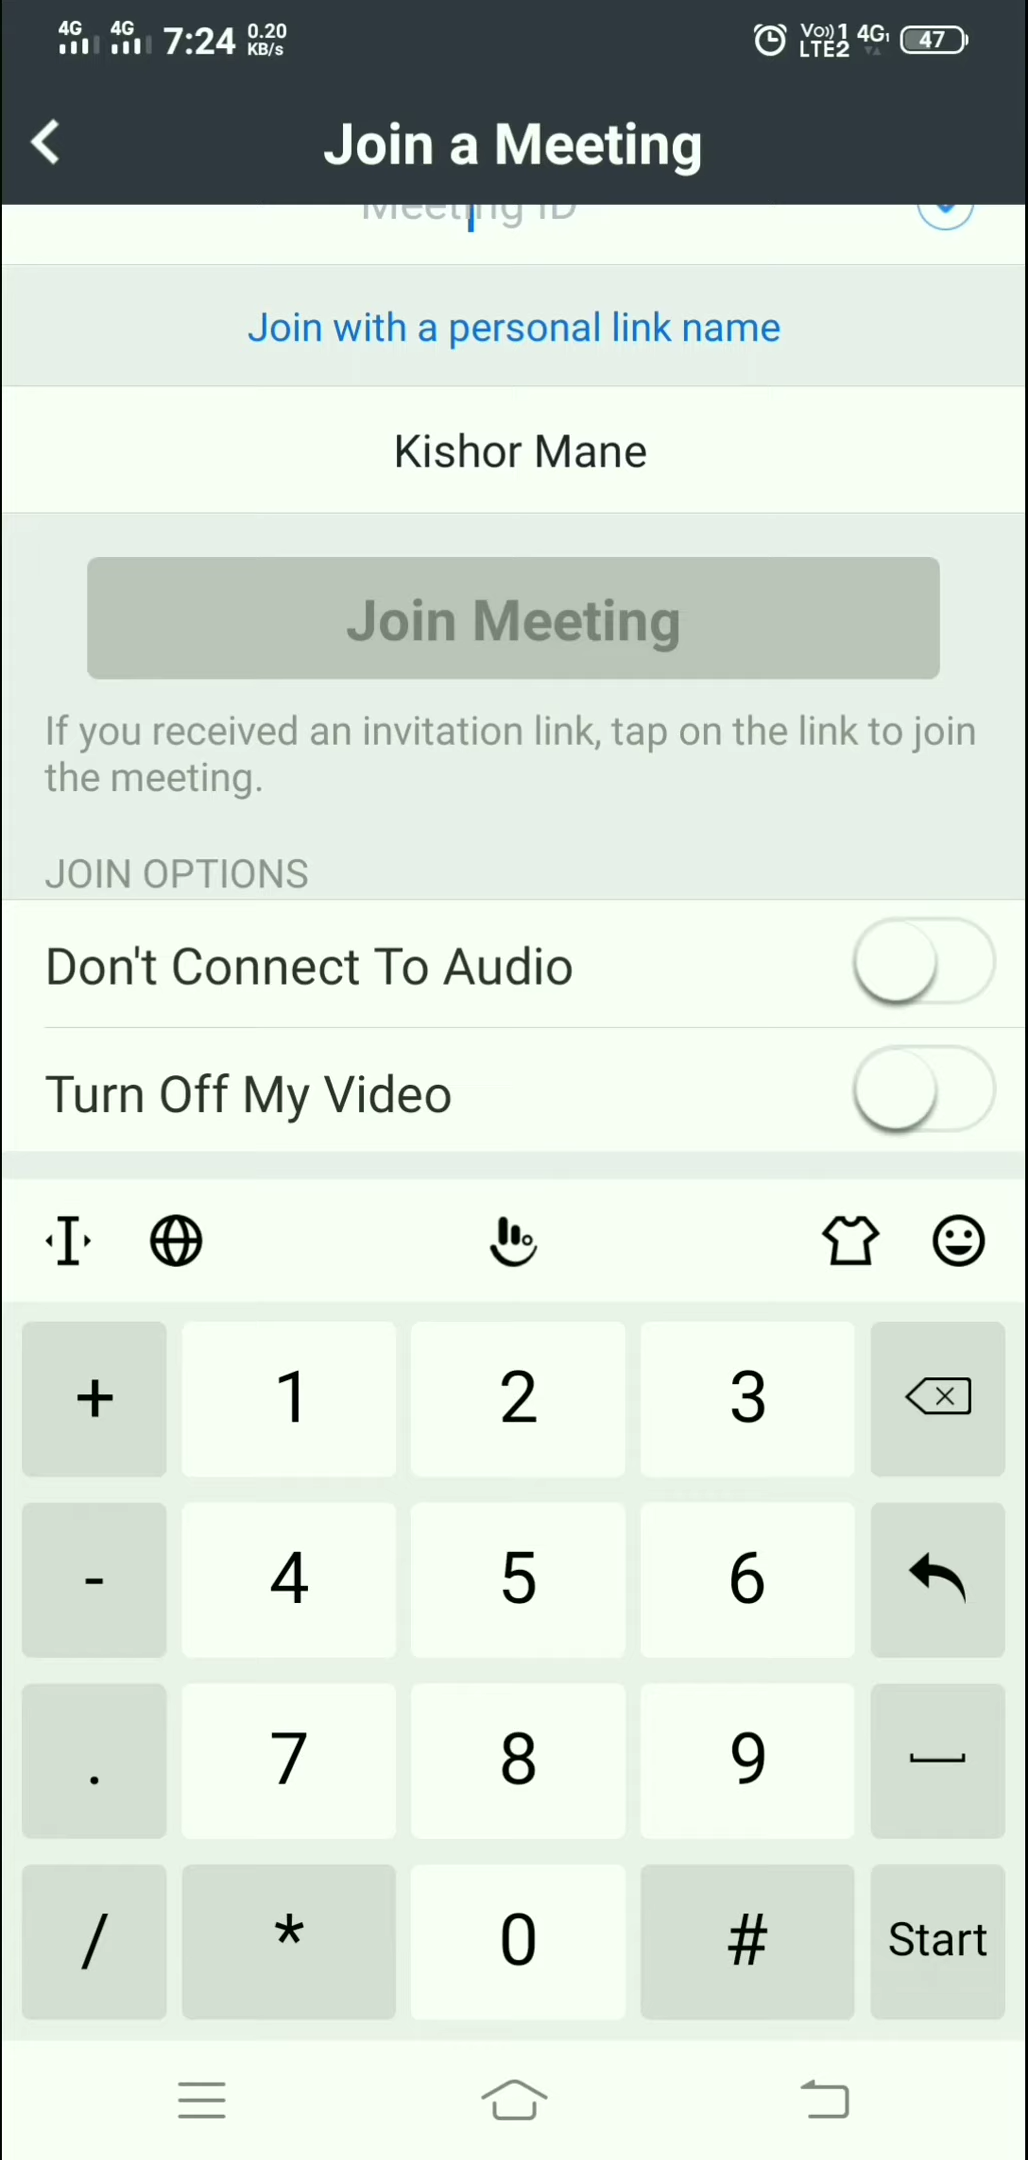 4G 4G 7:24 0.20 KB/s Vo)) 1 LTE2 4G1 47
Join a Meeting
Meeting ID
Join with a personal link name
Kishor Mane
Join Meeting
If you received an invitation link, tap on the link to join
the meeting.
JOIN OPTIONS
Don't Connect To Audio
Turn Off My Video
+ 1 2 3
- 4 5 6
. 7 8 9
/ * 0 # Start